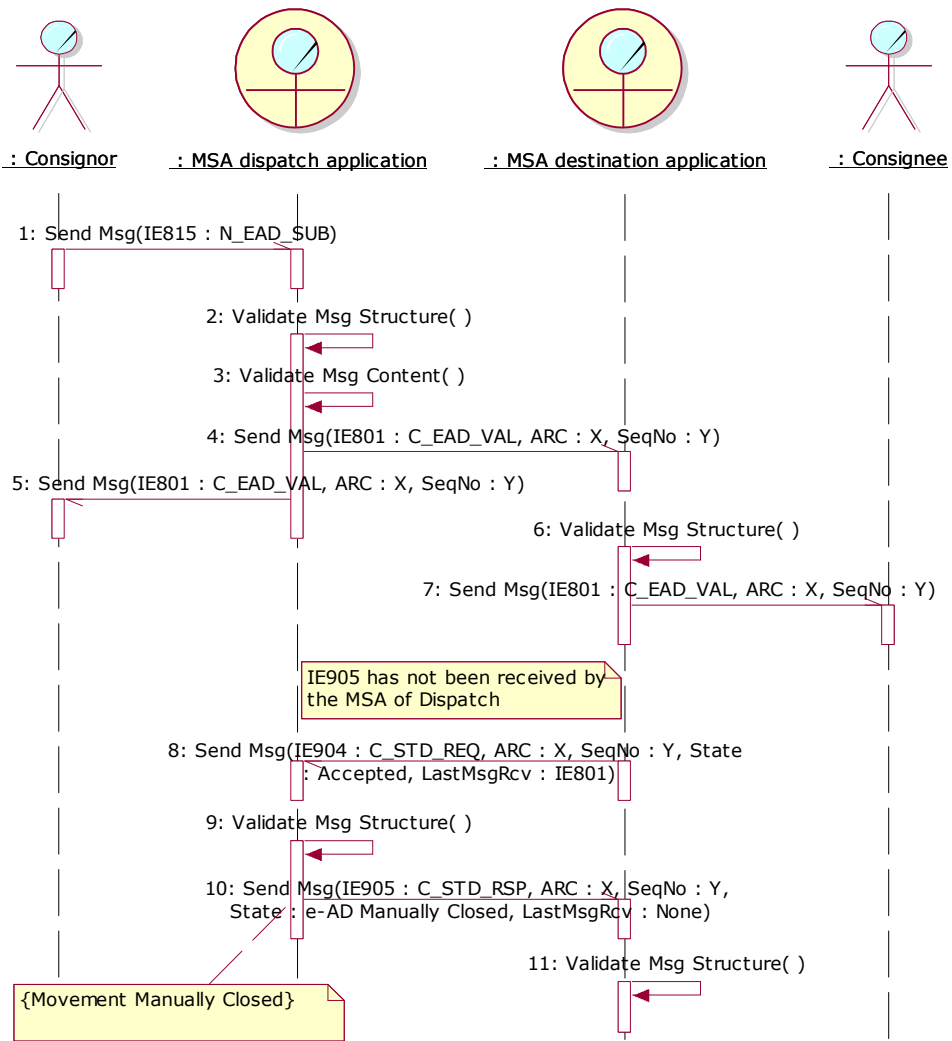 : Consignor
: MSA dispatch application
: MSA destination application
: Consignee
1: Send Msg(IE815 : N_EAD_SUB)
2: Validate Msg Structure( )
3: Validate Msg Content( )
4: Send Msg(IE801 : C_EAD_VAL, ARC : X, SeqNo : Y)
5: Send Msg(IE801 : C_EAD_VAL, ARC : X, SeqNo : Y)
6: Validate Msg Structure( )
7: Send Msg(IE801 : C_EAD_VAL, ARC : X, SeqNo : Y)
IE905 has not been received by
the MSA of Dispatch
8: Send Msg(IE904 : C_STD_REQ, ARC : X, SeqNo : Y, State
: Accepted, LastMsgRcv : IE801)
9: Validate Msg Structure( )
10: Send Msg(IE905 : C_STD_RSP, ARC : X, SeqNo : Y,
State : e-AD Manually Closed, LastMsgRcv : None)
11: Validate Msg Structure( )
{Movement Manually Closed}